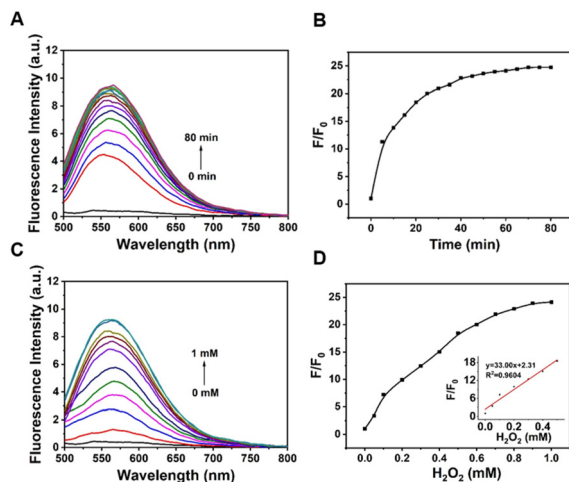 A
Fluorescence Intensity (a.u.)
12
10
8
6
4
2
0
80 min
0 min
500 550 600 650 700 750 800
Wavelength (nm)
B
F/F₀
30
25
20
15
10
5
0
0 20 40 60 80
Time (min)
C
Fluorescence Intensity (a.u.)
12
10
8
6
4
2
0
1 mM
0 mM
500 550 600 650 700 750 800
Wavelength (nm)
D
F/F₀
30
25
20
15
10
5
0
0.0 0.2 0.4 0.6 0.8 1.0
H₂O₂ (mM)
y=33.00x+2.31
R²=0.9604
F/F₀
18
12
6
0
0.0 0.2 0.4
H₂O₂ (mM)